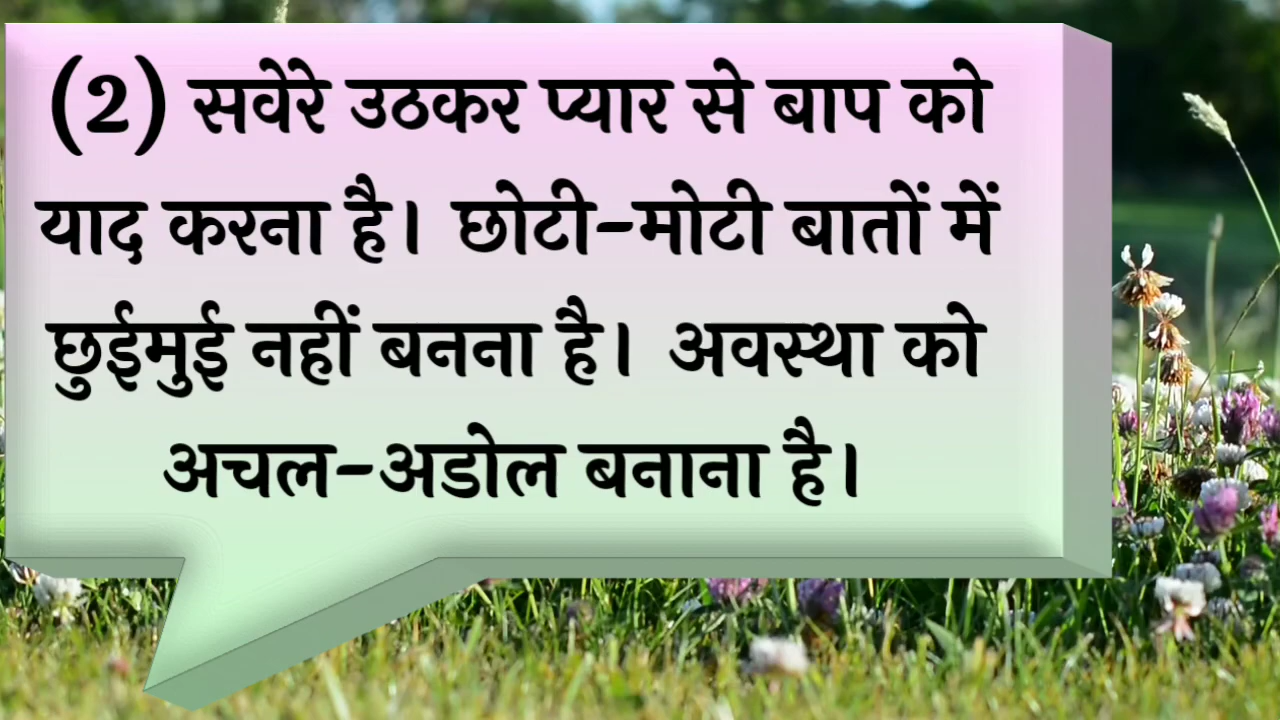 (2) सवेरे उठकर प्यार से बाप को
याद करना है। छोटी-मोटी बातों में
छुईमुई नहीं बनना है। अवस्था को
अचल-अडोल बनाना है।